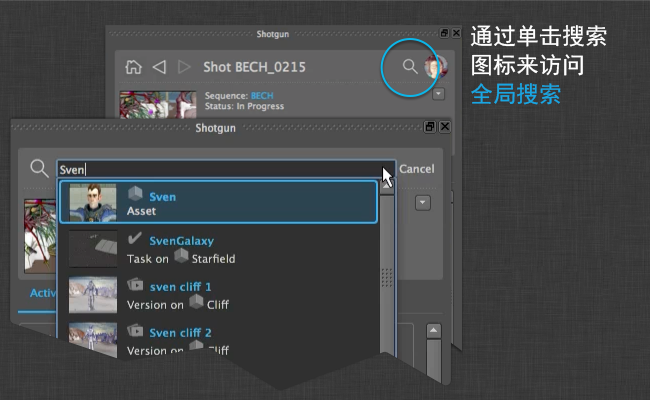 Shotgun
Shot BECH_0215
Sequence: BECH
Status: In Progress
通过单击搜索
图标来访问
全局搜索
Shotgun
Sven
Cancel
Sven
Asset
SvenGalaxy
Task on Starfield
sven cliff 1
Version on Cliff
Sven cliff 2
Version on Cliff
Activ